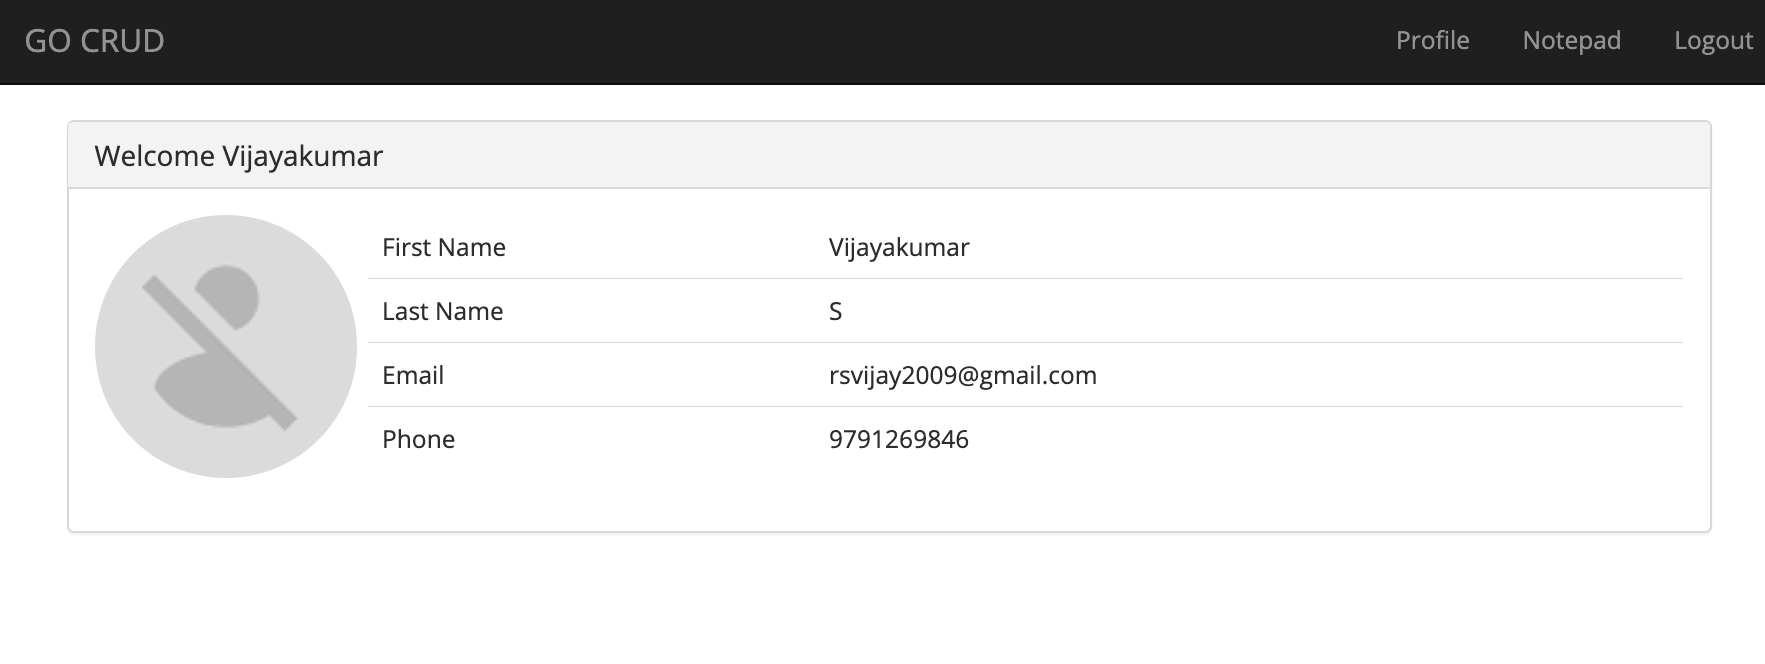 GO CRUD Profile Notepad Logout
Welcome Vijayakumar
First Name Vijayakumar
Last Name S
Email rsvijay2009@gmail.com
Phone 9791269846